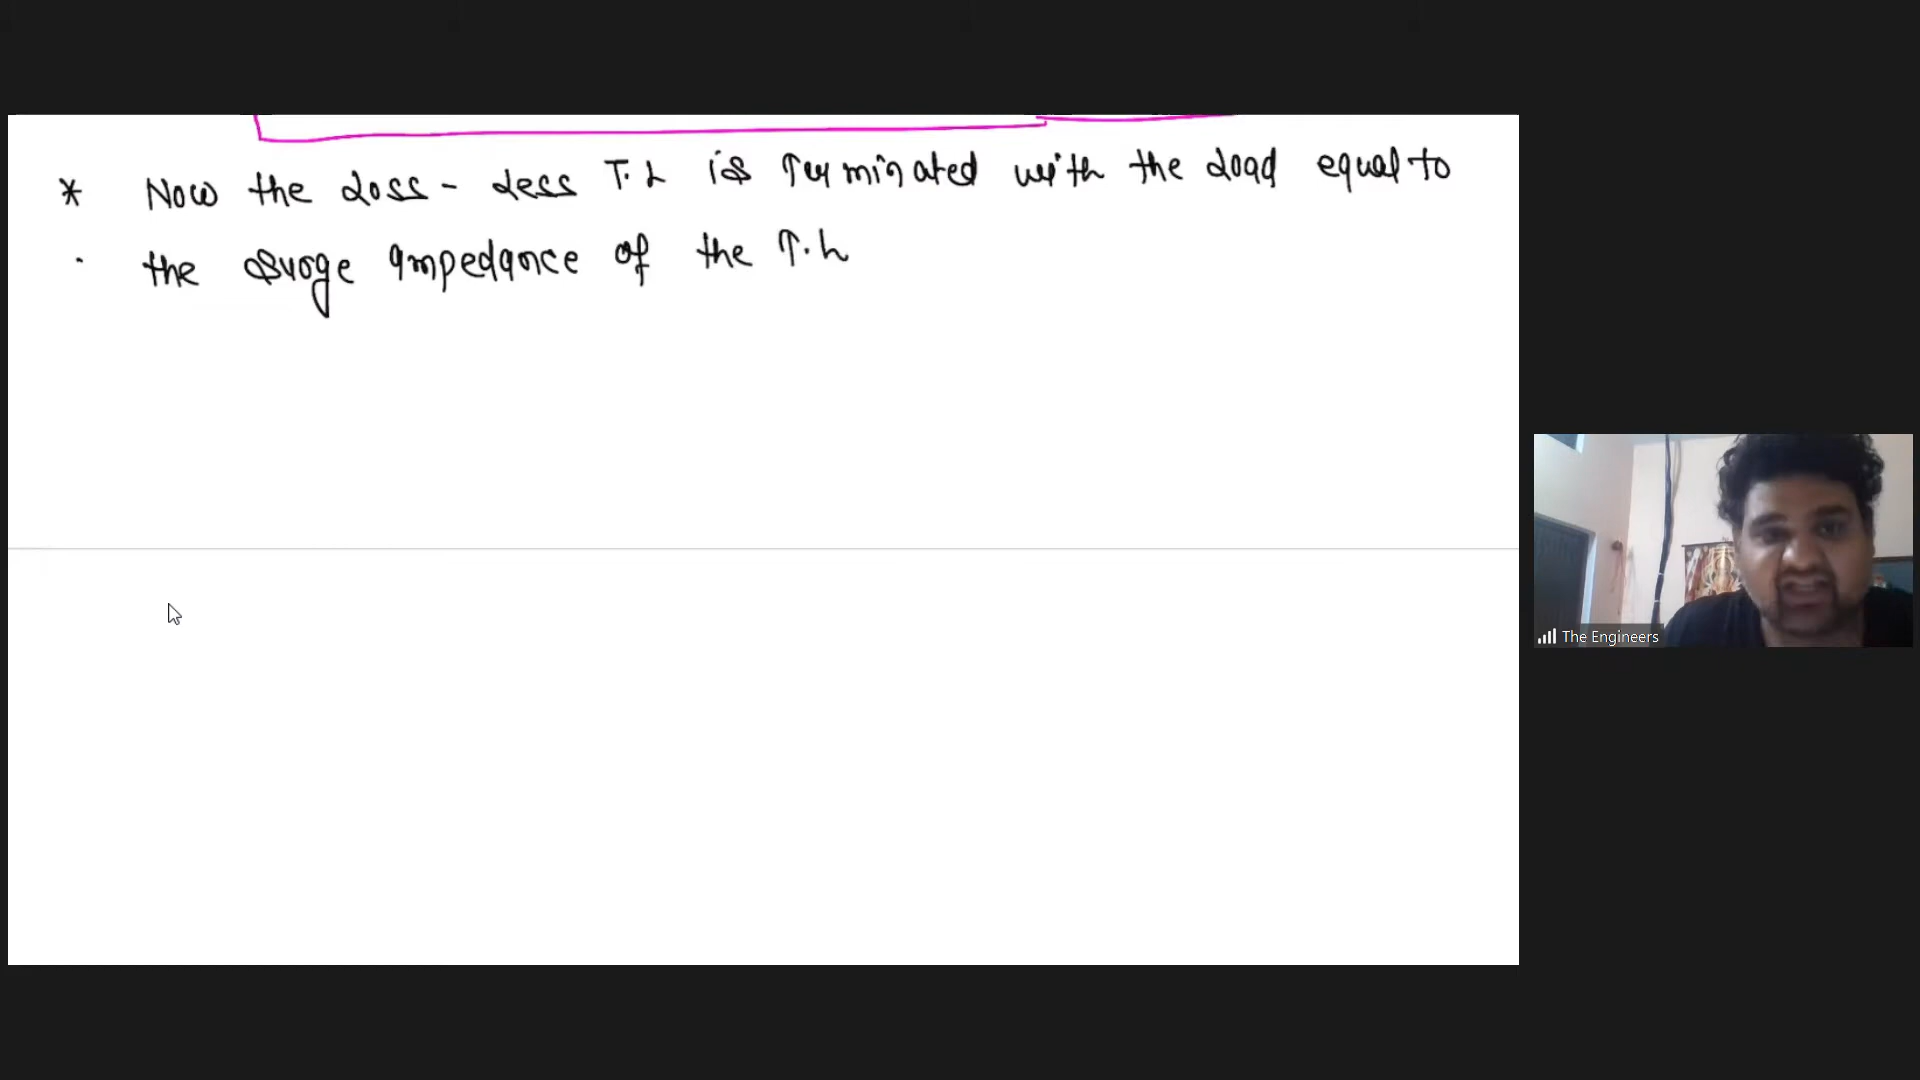 * Now the Loss - Less T.L is Terminated with the Load equal to
the Surge impedance of the T.L
The Engineers